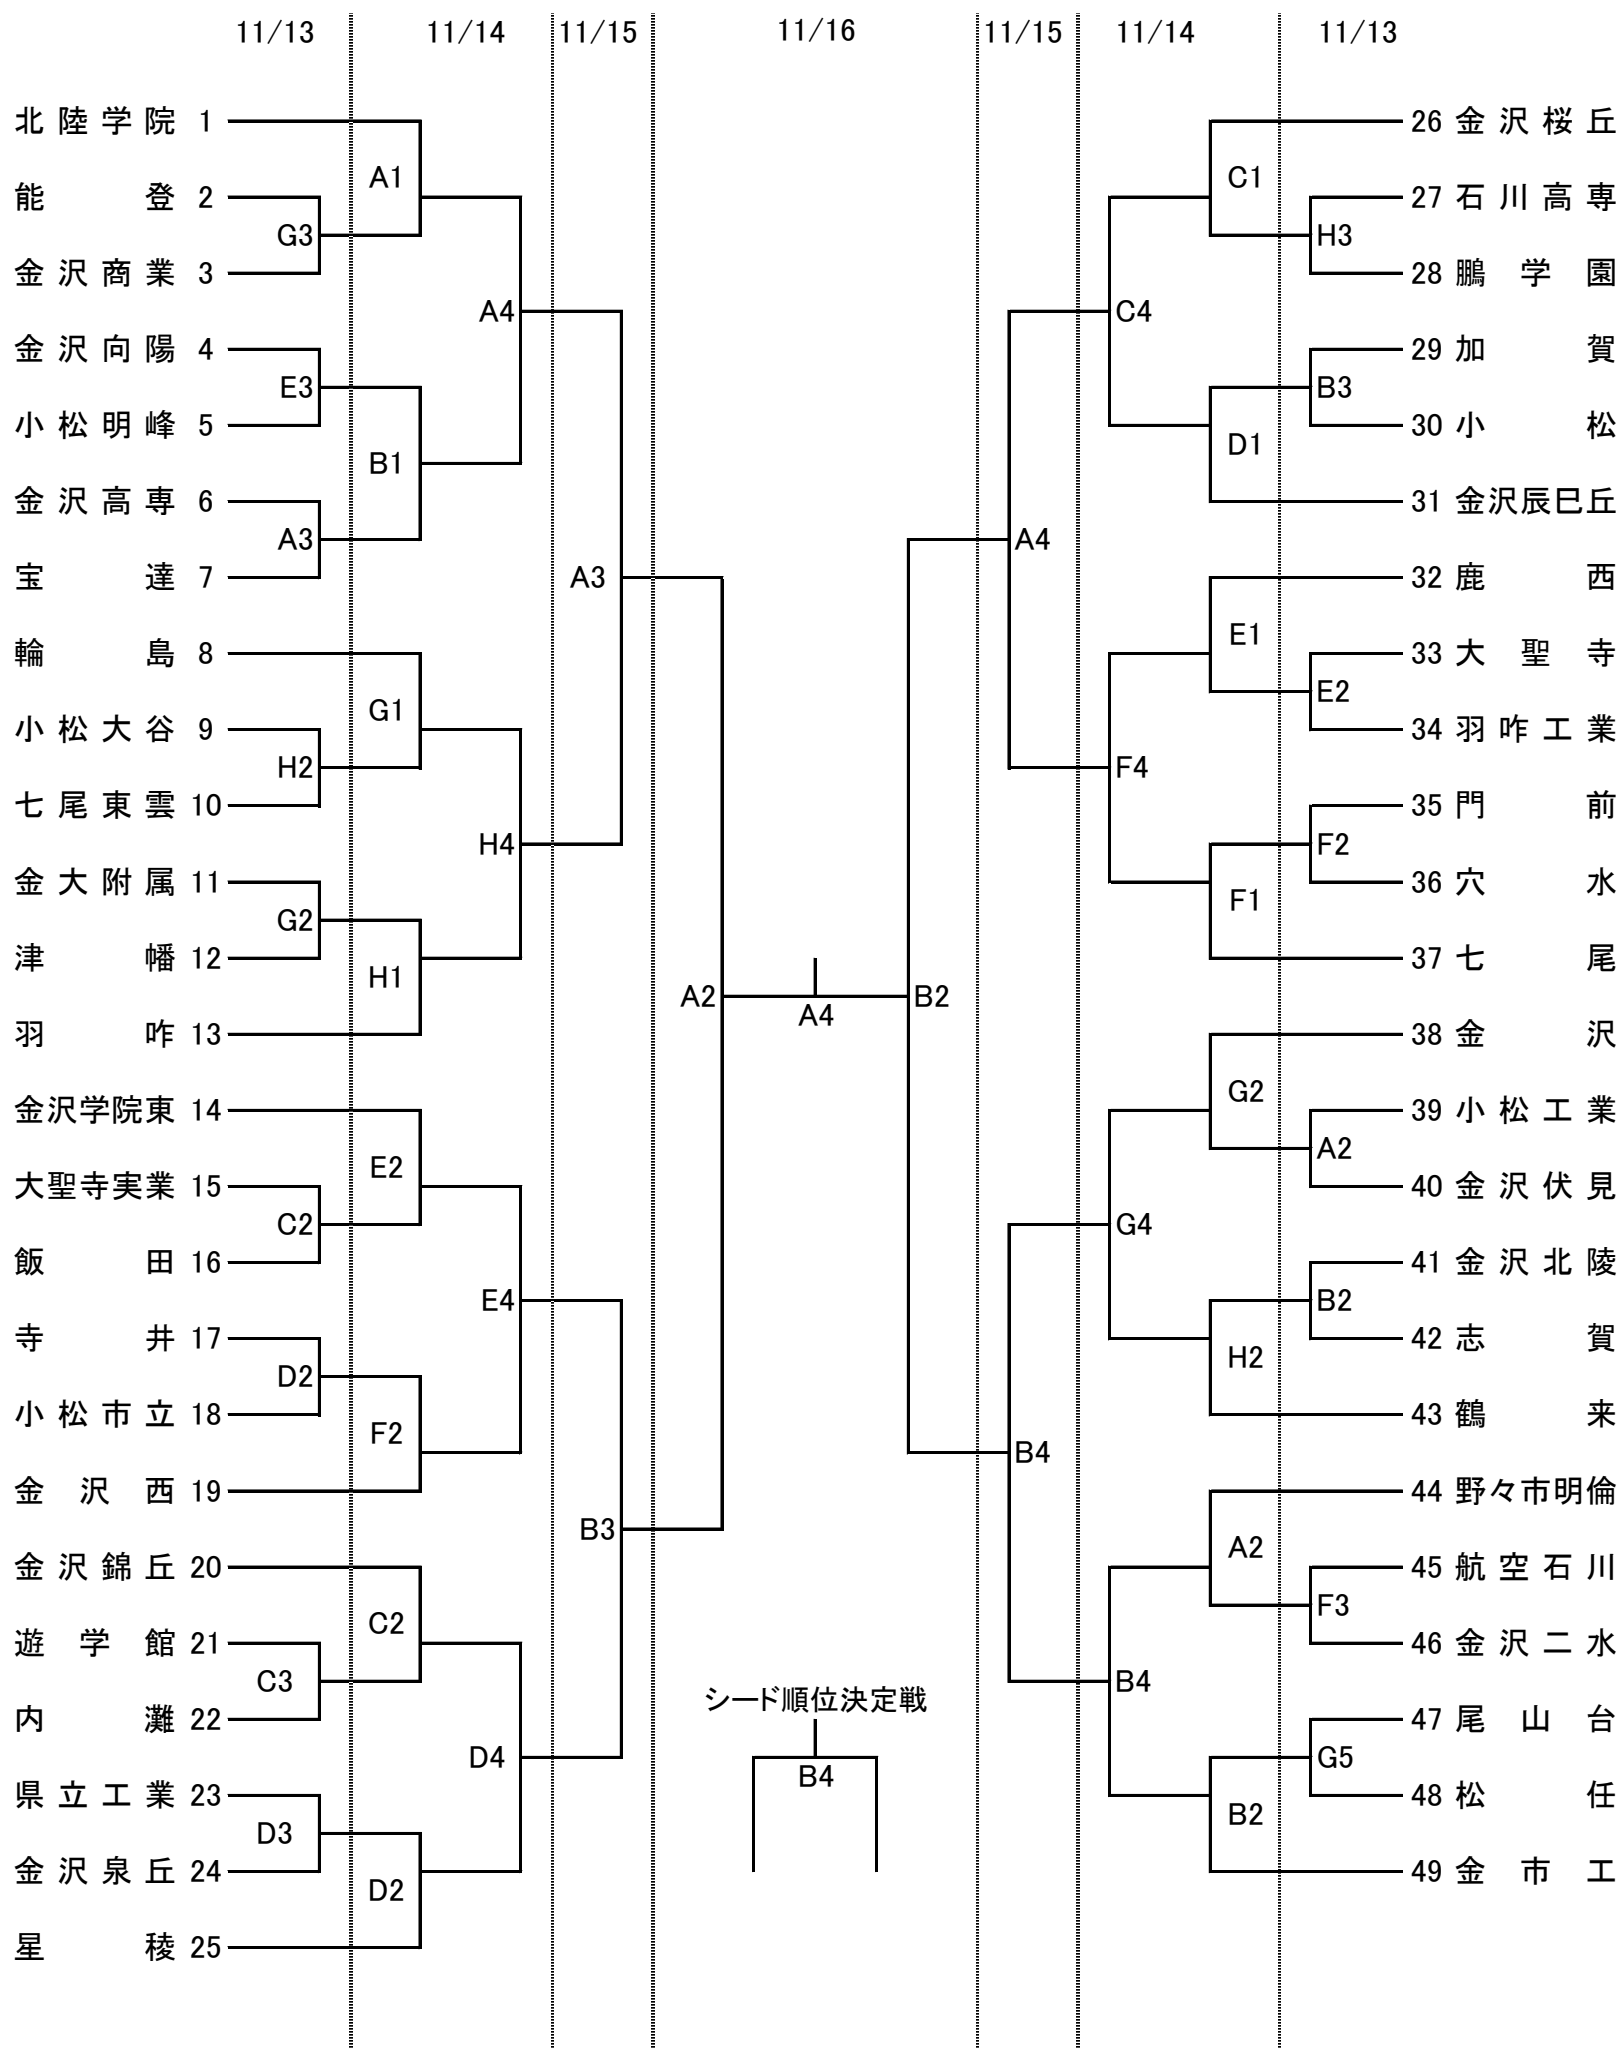 11/13 11/14 11/15 11/16 11/15 11/14 11/13
北陸学院 1 26 金沢桜丘
A1 C1
能登 2 27 石川高専
G3 H3
金沢商業 3 28 鵬学園
A4 C4
金沢向陽 4 29 加賀
E3 B3
小松明峰 5 30 小松
B1 D1
金沢高専 6 31 金沢辰巳丘
A3 A4
宝達 7 A3 32 鹿西
E1
輪島 8 33 大聖寺
G1 E2
小松大谷 9 34 羽咋工業
H2 F4
七尾東雲 10 35 門前
H4 F2
金大附属 11 36 穴水
G2 F1
津幡 12 37 七尾
H1 A2 B2
A4
羽咋 13 38 金沢
G2
金沢学院東 14 39 小松工業
E2 A2
大聖寺実業 15 40 金沢伏見
C2 G4
飯田 16 41 金沢北陵
E4 B2
寺井 17 42 志賀
D2 H2
小松市立 18 43 鶴来
F2 B4
金沢西 19 44 野々市明倫
B3 A2
金沢錦丘 20 45 航空石川
C2 F3
遊学館 21 46 金沢二水
C3 B4
シード順位決定戦
内灘 22 47 尾山台
D4 B4 G5
県立工業 23 48 松任
D3 B2
金沢泉丘 24 49 金市工
D2
星稜 25